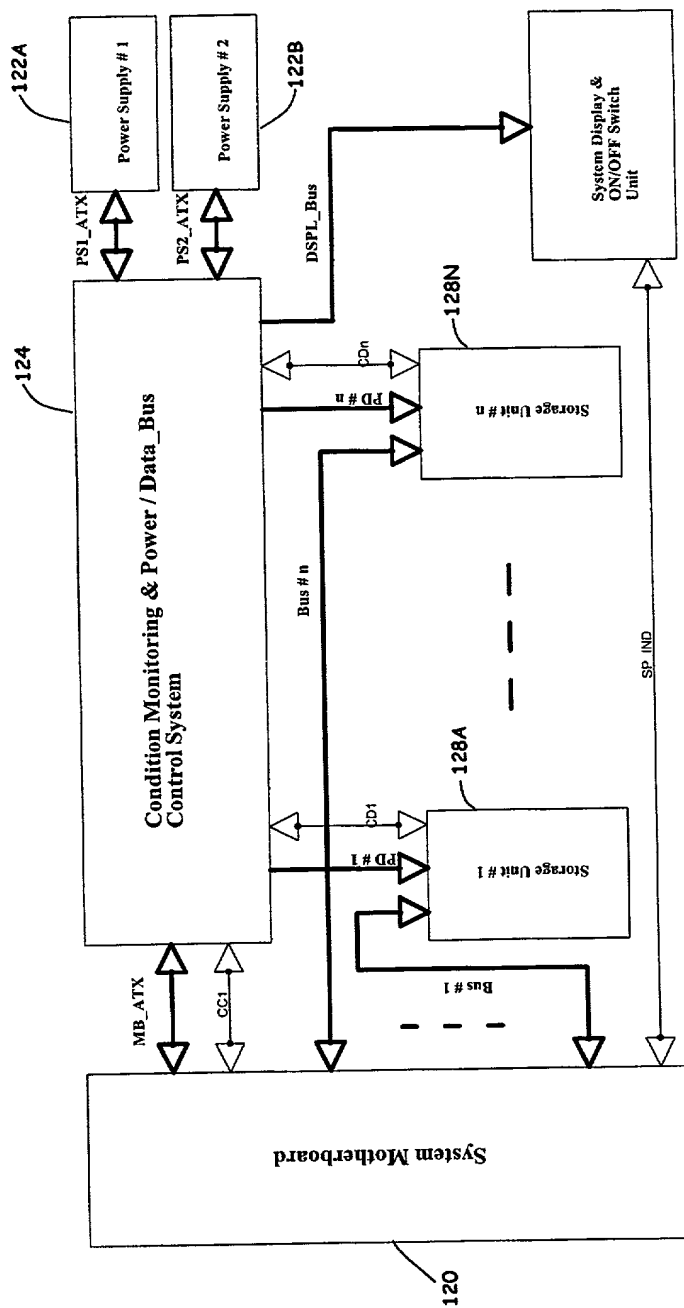 122A
Power Supply # 1
Power Supply # 2
122B
PS1_ATX
PS2_ATX
DSPL_Bus
System Display &
ON/OFF Switch
Unit
124
Condition Monitoring & Power / Data_Bus
Control System
CDn
PD # n
128N
Storage Unit # n
Bus # n
SP_IND
CD1
PD # 1
128A
Storage Unit # 1
Bus # 1
MB_ATX
CC1
System Motherboard
120